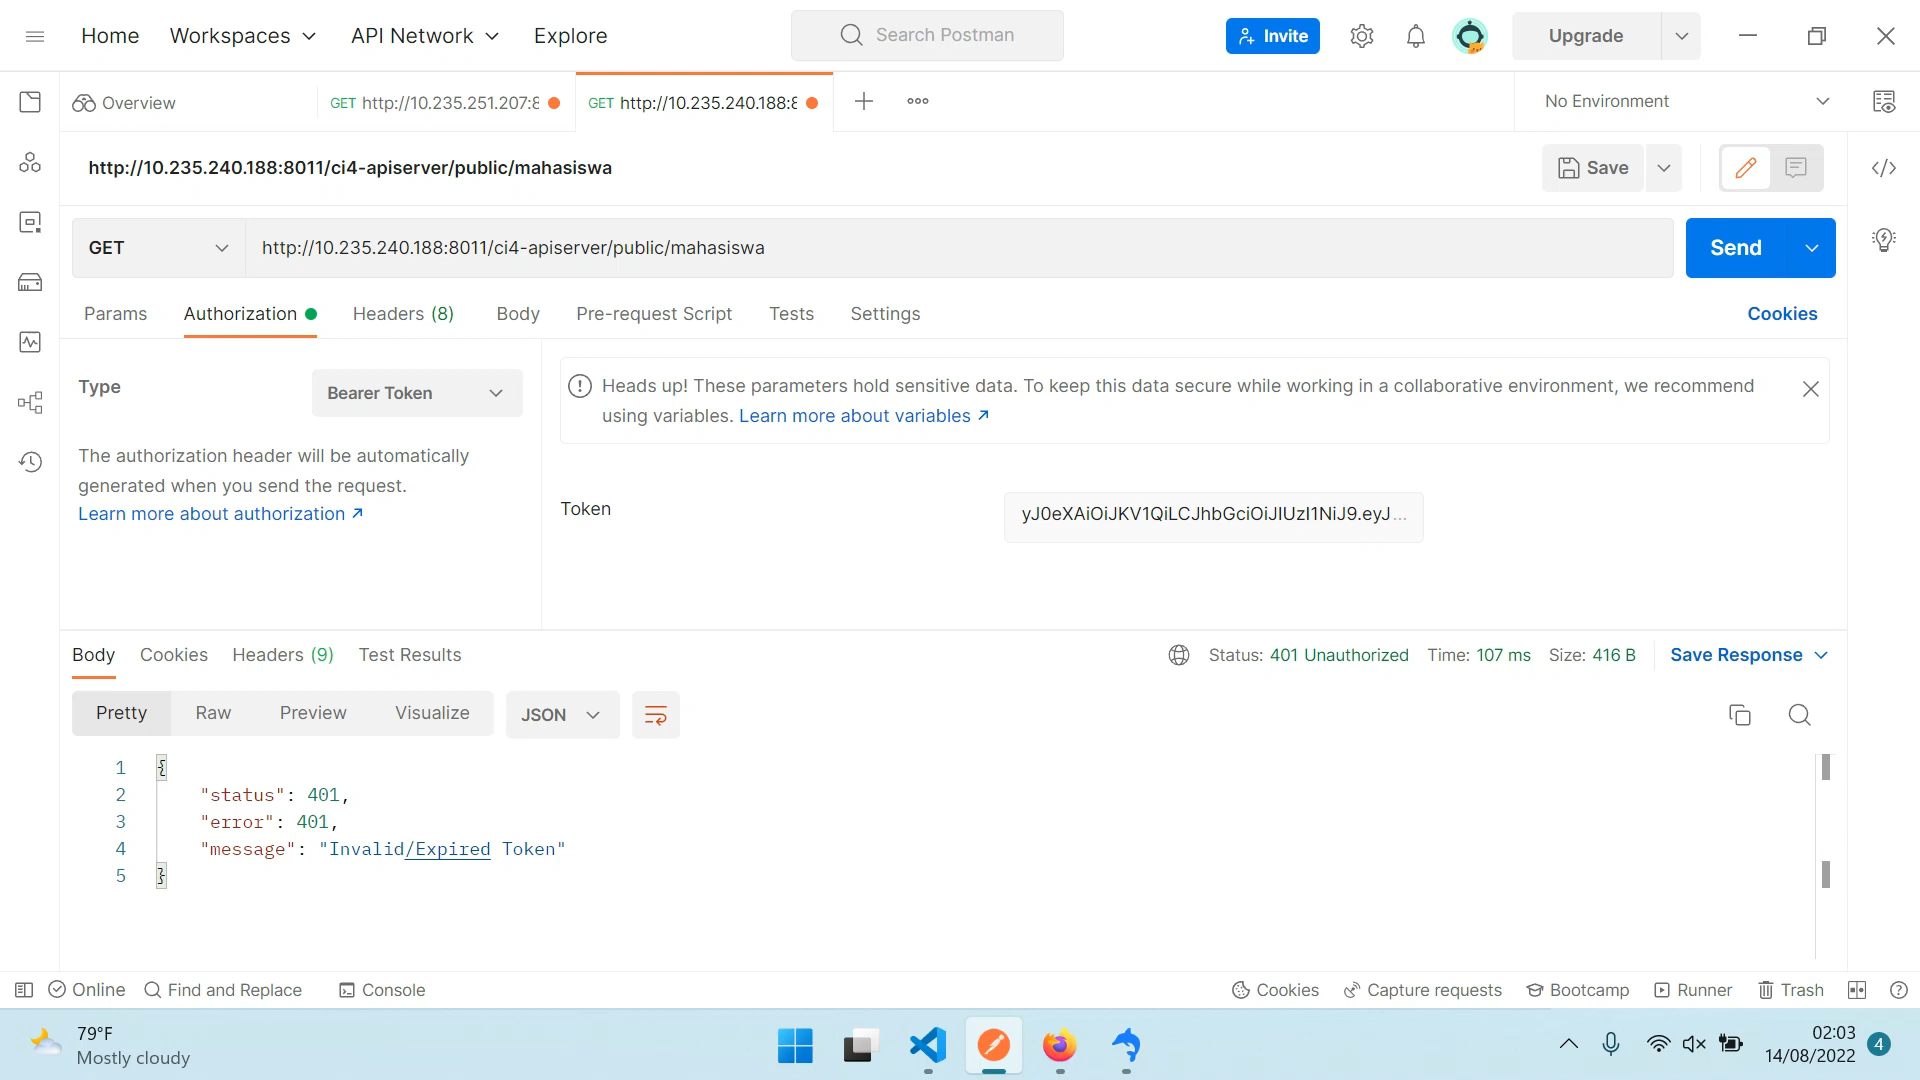 Home Workspaces API Network Explore Search Postman Invite Upgrade
Overview GET http://10.235.251.207:8 GET http://10.235.240.188:8 No Environment
http://10.235.240.188:8011/ci4-apiserver/public/mahasiswa Save
GET http://10.235.240.188:8011/ci4-apiserver/public/mahasiswa Send
Params Authorization Headers (8) Body Pre-request Script Tests Settings Cookies
Type Bearer Token
The authorization header will be automatically
generated when you send the request.
Learn more about authorization ↗
Heads up! These parameters hold sensitive data. To keep this data secure while working in a collaborative environment, we recommend
using variables. Learn more about variables ↗
Token yJ0eXAiOiJKV1QiLCJhbGciOiJIUzI1NiJ9.eyJ...
Body Cookies Headers (9) Test Results Status: 401 Unauthorized Time: 107 ms Size: 416 B Save Response
Pretty Raw Preview Visualize JSON
1 {
2 "status": 401,
3 "error": 401,
4 "message": "Invalid/Expired Token"
5 }
Online Find and Replace Console Cookies Capture requests Bootcamp Runner Trash
79°F
Mostly cloudy
02:03
14/08/2022
4